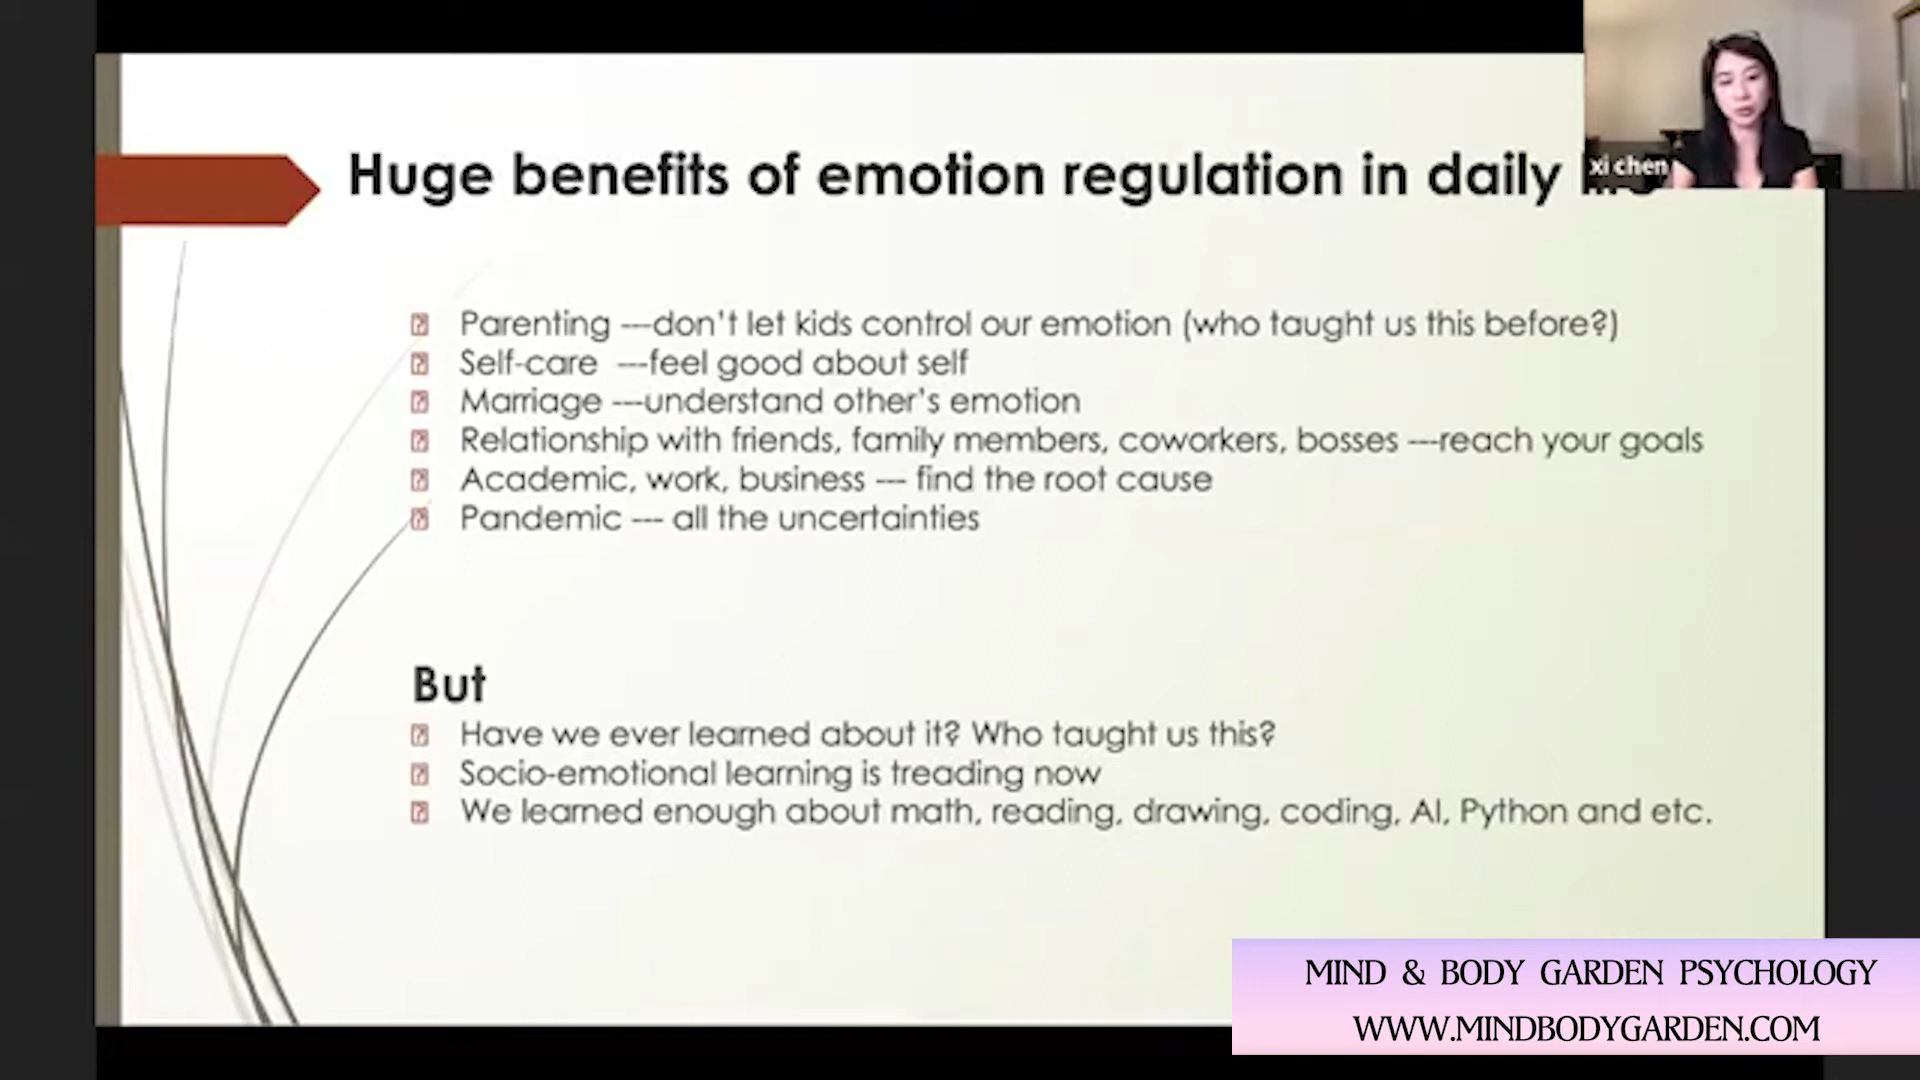 Huge benefits of emotion regulation in daily
xi chen
Parenting ---don't let kids control our emotion (who taught us this before?)
Self-care ---feel good about self
Marriage ---understand other's emotion
Relationship with friends, family members, coworkers, bosses ---reach your goals
Academic, work, business --- find the root cause
Pandemic --- all the uncertainties
But
Have we ever learned about it? Who taught us this?
Socio-emotional learning is treading now
We learned enough about math, reading, drawing, coding, AI, Python and etc.
MIND & BODY GARDEN PSYCHOLOGY
WWW.MINDBODYGARDEN.COM